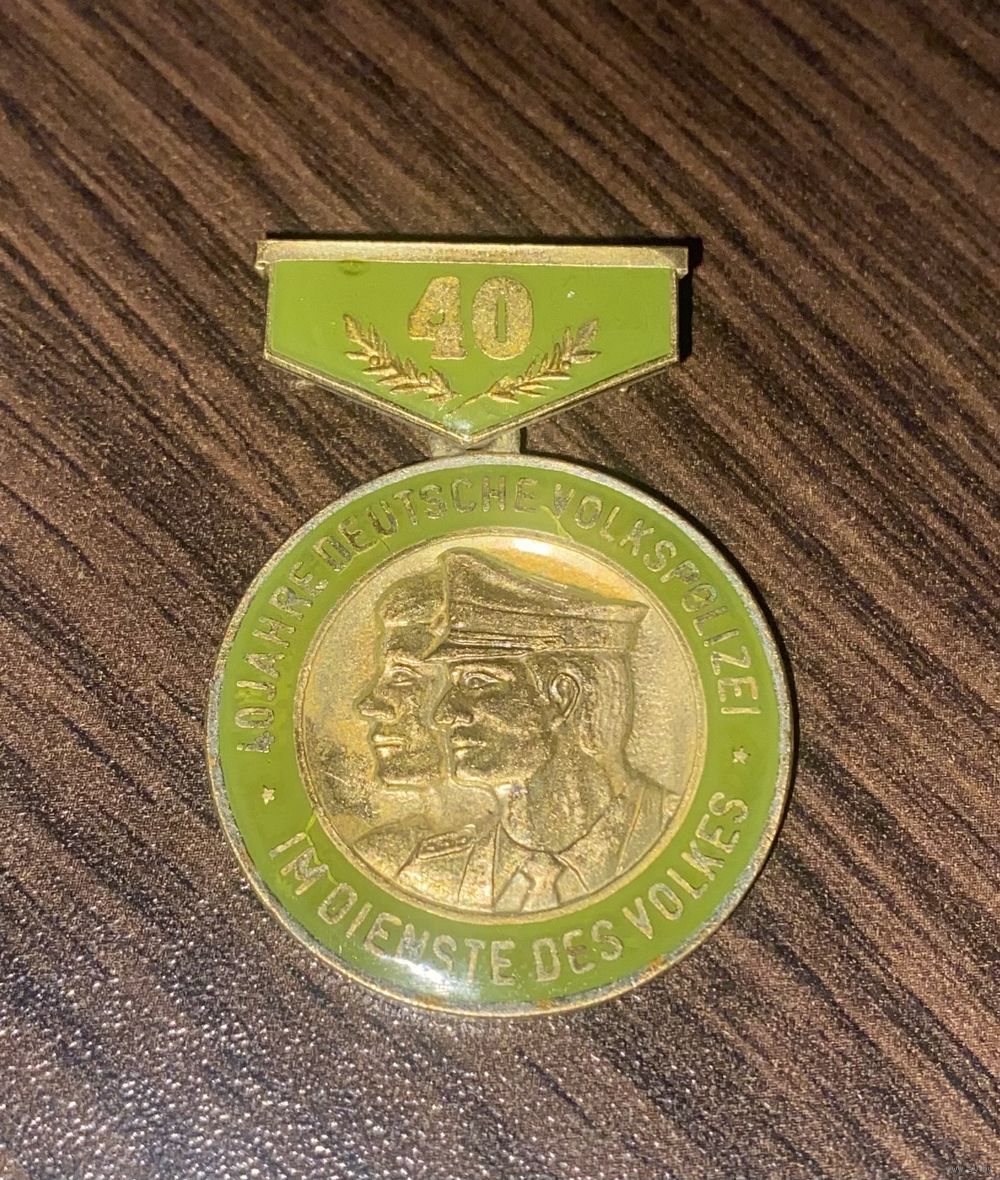 40
40 JAHRE DEUTSCHE VOLKSPOLIZEI
IM DIENSTE DES VOLKES